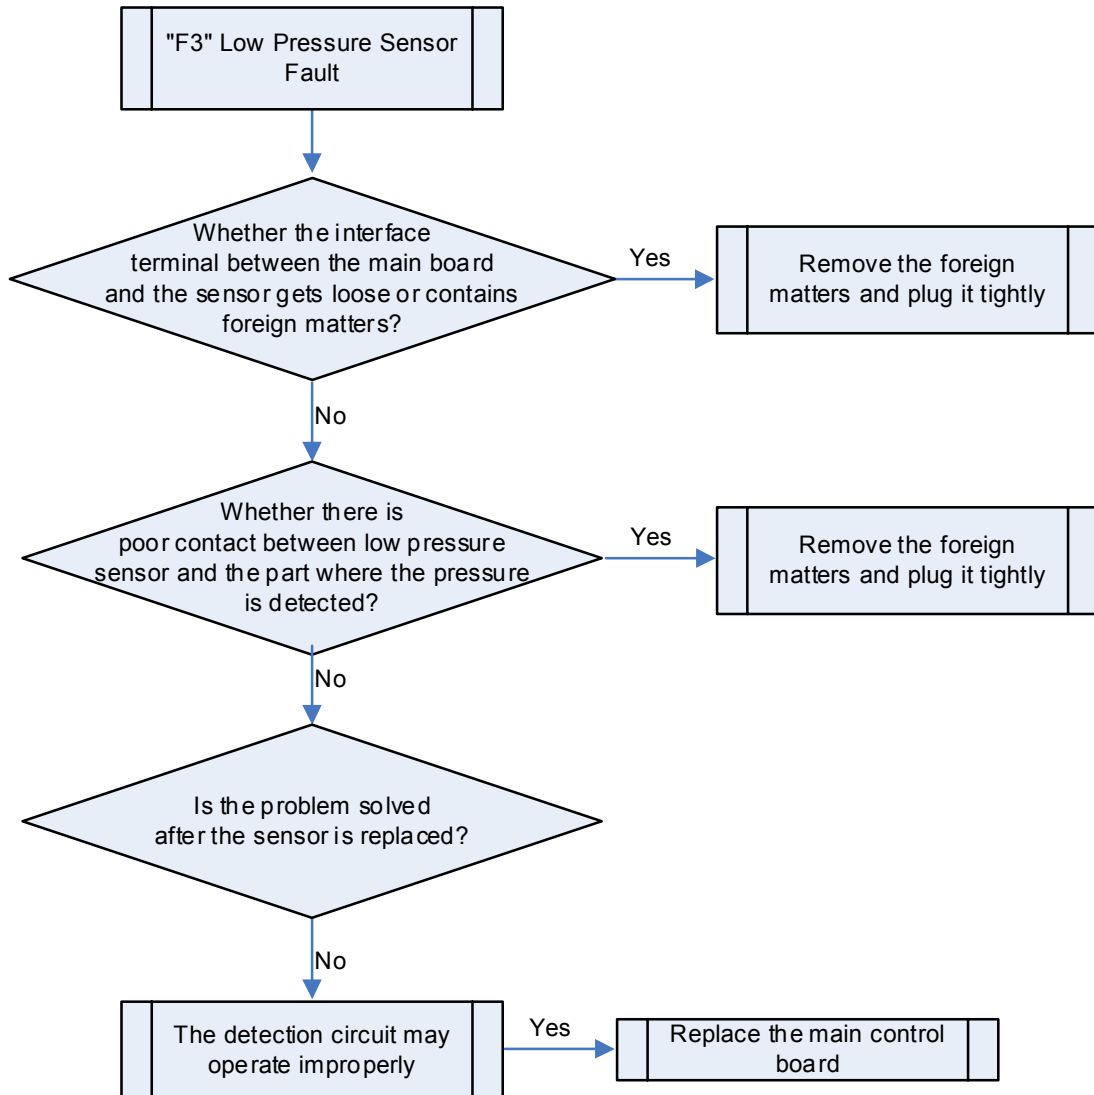 "F3" Low Pressure Sensor
Fault
Whether the interface
terminal between the main board
and the sensor gets loose or contains
foreign matters?
Yes
Remove the foreign
matters and plug it tightly
No
Whether there is
poor contact between low pressure
sensor and the part where the pressure
is detected?
Yes
Remove the foreign
matters and plug it tightly
No
Is the problem solved
after the sensor is replaced?
No
The detection circuit may
operate improperly
Yes
Replace the main control
board